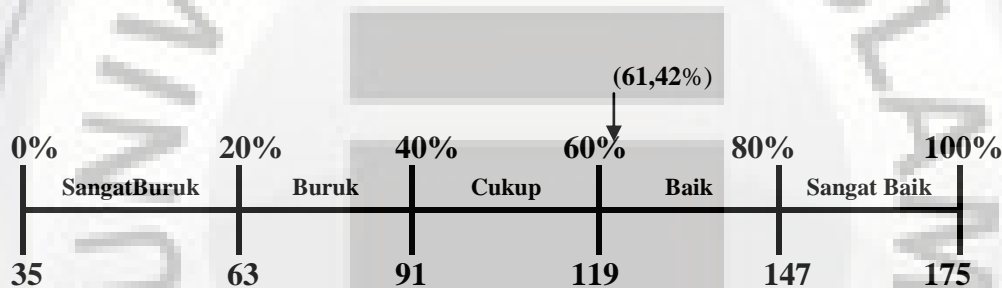 (61,42%)
0% 20% 40% 60% 80% 100%
SangatBuruk Buruk Cukup Baik Sangat Baik
35 63 91 119 147 175